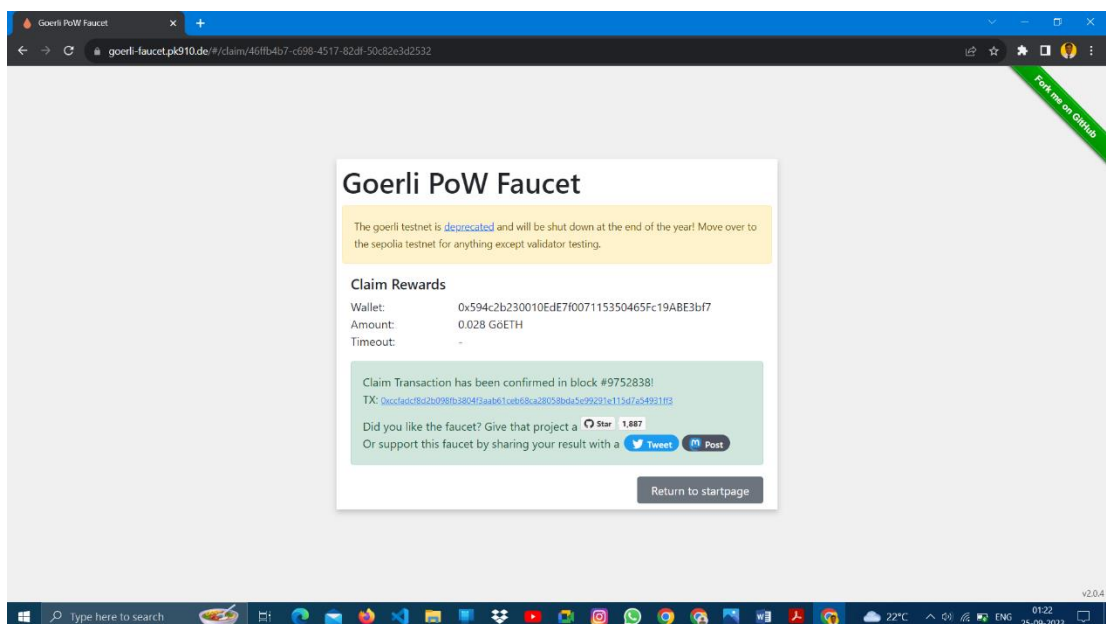 Goerli PoW Faucet
goerli-faucet.pk910.de/#/claim/46ffb4b7-c698-4517-82df-50c82e3d2532
Fork me on GitHub
Goerli PoW Faucet
The goerli testnet is deprecated and will be shut down at the end of the year! Move over to
the sepolia testnet for anything except validator testing.
Claim Rewards
Wallet: 0x594c2b230010EdE7f007115350465Fc19ABE3bf7
Amount: 0.028 GöETH
Timeout: -
Claim Transaction has been confirmed in block #9752838!
TX:
Did you like the faucet? Give that project a Star 1,887
Or support this faucet by sharing your result with a Tweet Post
Return to startpage
v2.0.4
Type here to search
22°C ENG 01:22
25-09-2023